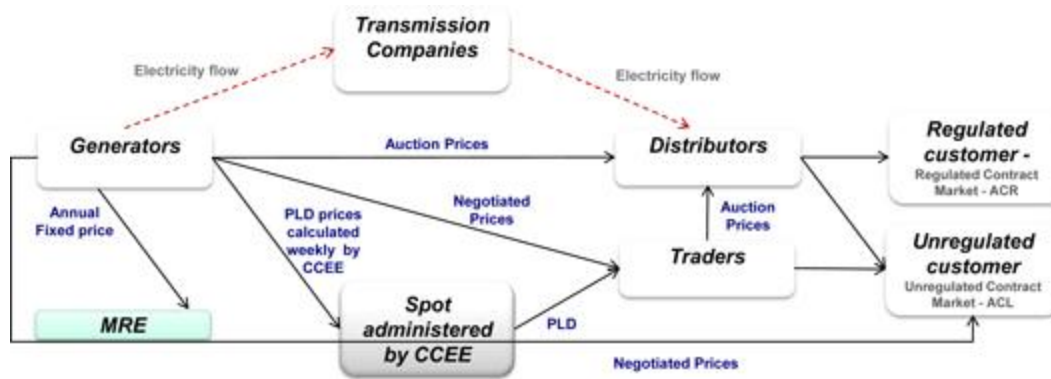 Transmission
Companies
Electricity flow
Electricity flow
Generators
Auction Prices
Distributors
Regulated
customer -
Regulated Contract
Market - ACR
Annual
Fixed price
PLD prices
calculated
weekly by
CCEE
Negotiated
Prices
Auction
Prices
Traders
Unregulated
customer
Unregulated Contract
Market - ACL
MRE
Spot
administered
by CCEE
PLD
Negotiated Prices